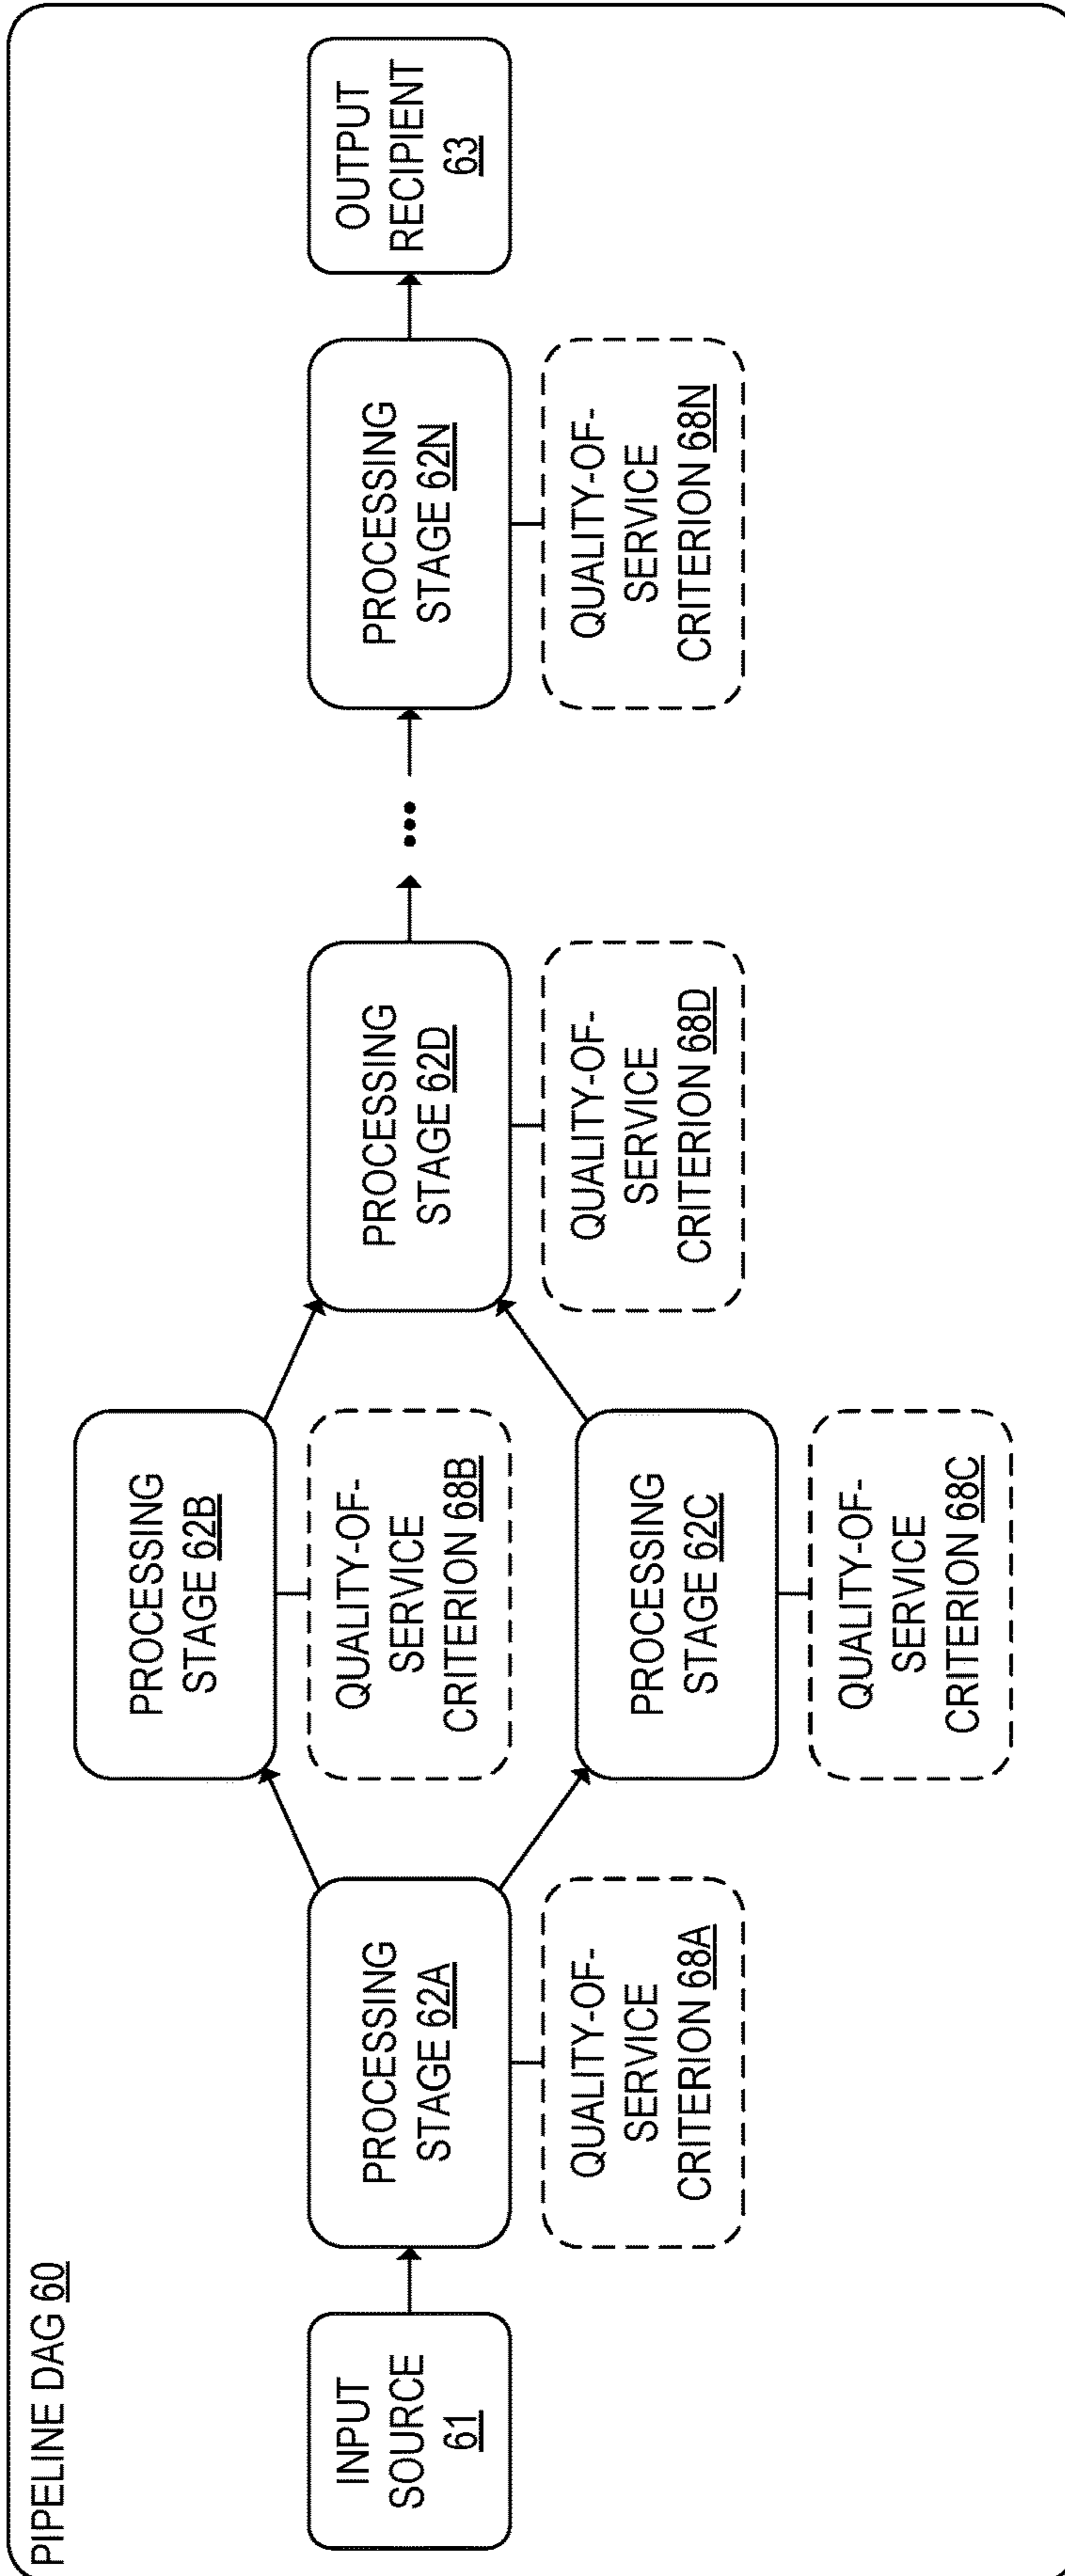 PIPELINE DAG 60
INPUT
SOURCE
61
PROCESSING
STAGE 62A
QUALITY-OF-
SERVICE
CRITERION 68A
PROCESSING
STAGE 62B
QUALITY-OF-
SERVICE
CRITERION 68B
PROCESSING
STAGE 62C
QUALITY-OF-
SERVICE
CRITERION 68C
PROCESSING
STAGE 62D
QUALITY-OF-
SERVICE
CRITERION 68D
...
PROCESSING
STAGE 62N
QUALITY-OF-
SERVICE
CRITERION 68N
OUTPUT
RECIPIENT
63